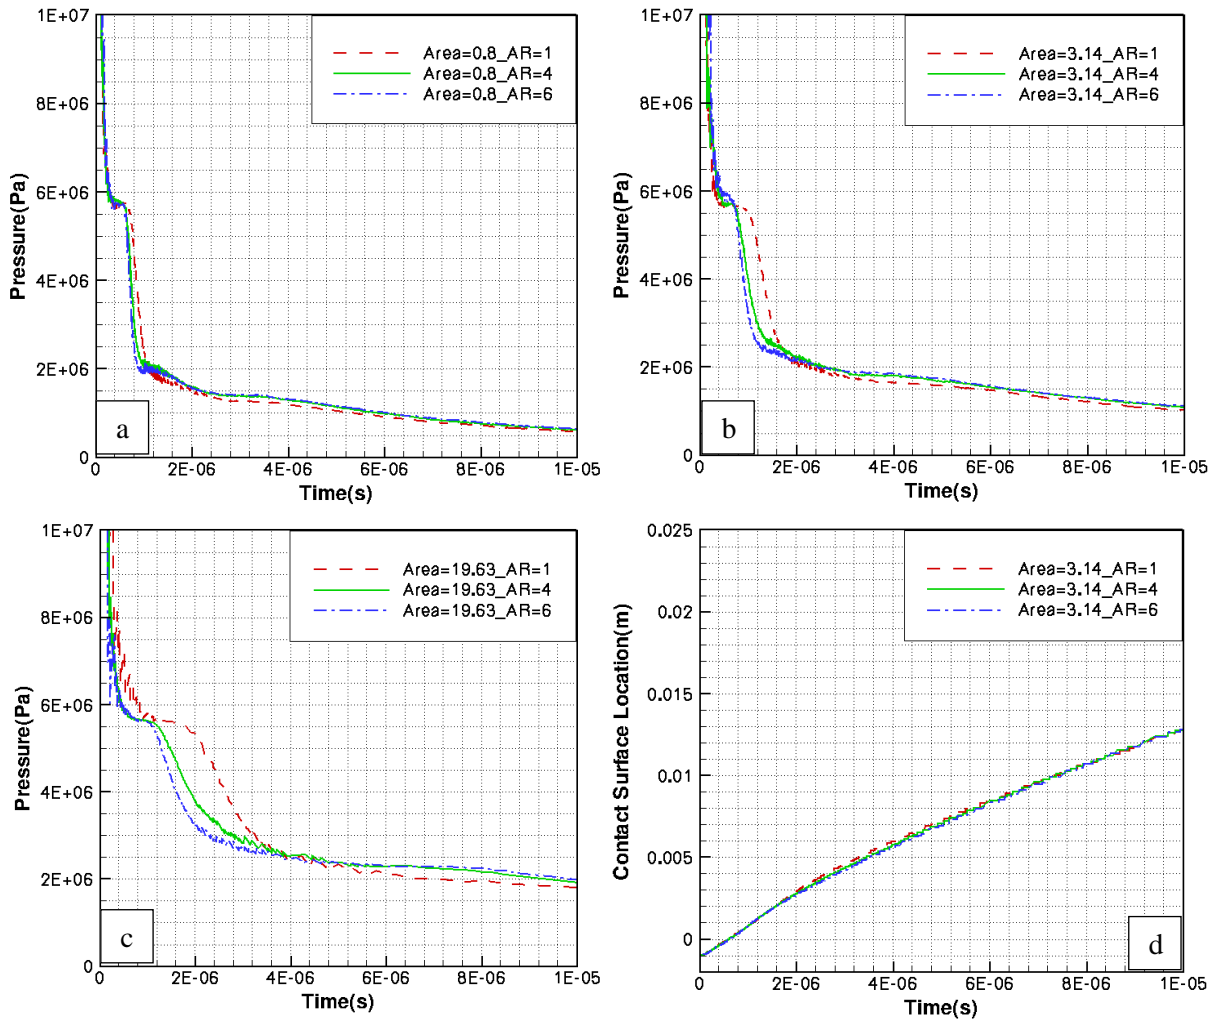 1E+07
8E+06
6E+06
4E+06
2E+06
0
Pressure(Pa)
Area=0.8_AR=1
Area=0.8_AR=4
Area=0.8_AR=6
a
0 2E-06 4E-06 6E-06 8E-06 1E-05
Time(s)
1E+07
8E+06
6E+06
4E+06
2E+06
0
Pressure(Pa)
Area=3.14_AR=1
Area=3.14_AR=4
Area=3.14_AR=6
b
0 2E-06 4E-06 6E-06 8E-06 1E-05
Time(s)
1E+07
8E+06
6E+06
4E+06
2E+06
0
Pressure(Pa)
Area=19.63_AR=1
Area=19.63_AR=4
Area=19.63_AR=6
c
0 2E-06 4E-06 6E-06 8E-06 1E-05
Time(s)
0.025
0.02
0.015
0.01
0.005
0
Contact Surface Location(m)
Area=3.14_AR=1
Area=3.14_AR=4
Area=3.14_AR=6
d
0 2E-06 4E-06 6E-06 8E-06 1E-05
Time(s)